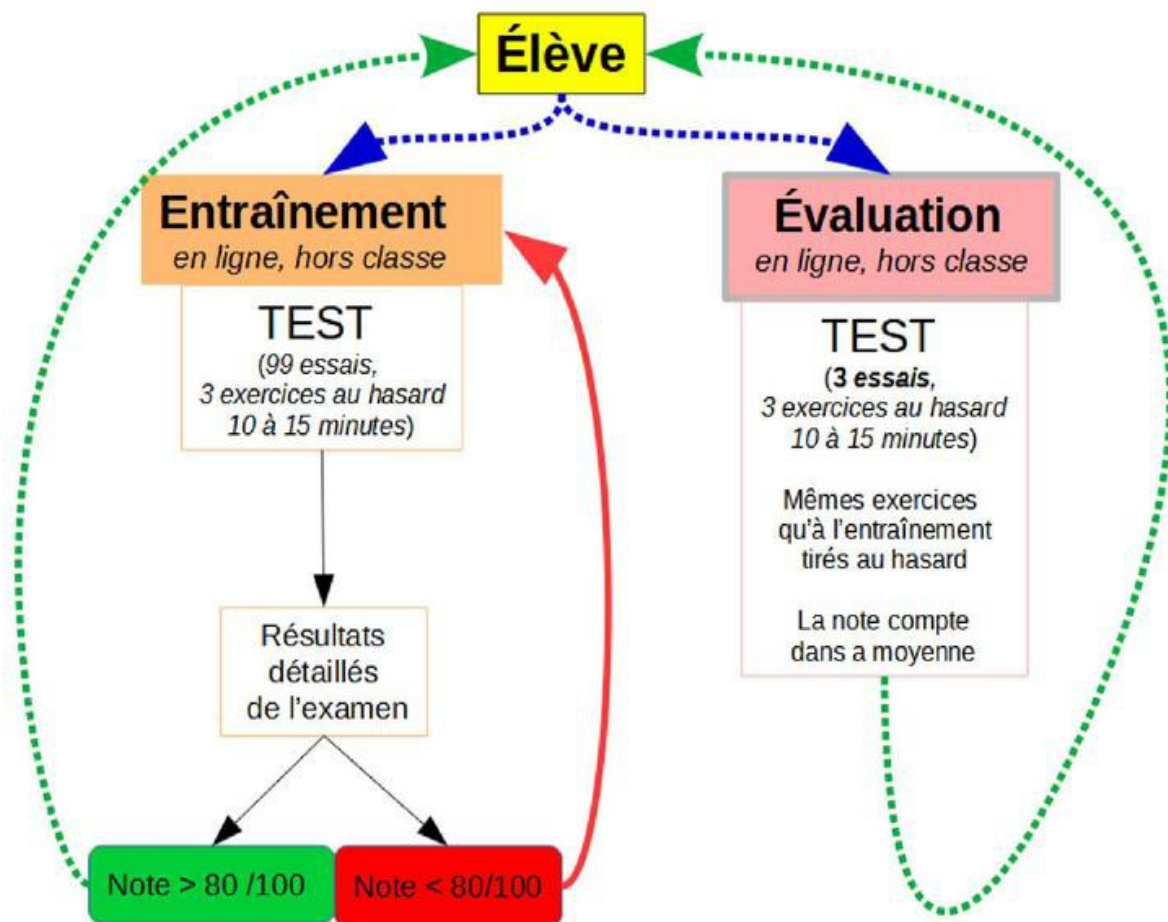 Élève
Entraînement
en ligne, hors classe
TEST
(99 essais,
3 exercices au hasard
10 à 15 minutes)
Résultats
détaillés
de l'examen
Note > 80 /100
Note < 80/100
Évaluation
en ligne, hors classe
TEST
(3 essais,
3 exercices au hasard
10 à 15 minutes)
Mêmes exercices
qu'à l'entraînement
tirés au hasard
La note compte
dans a moyenne